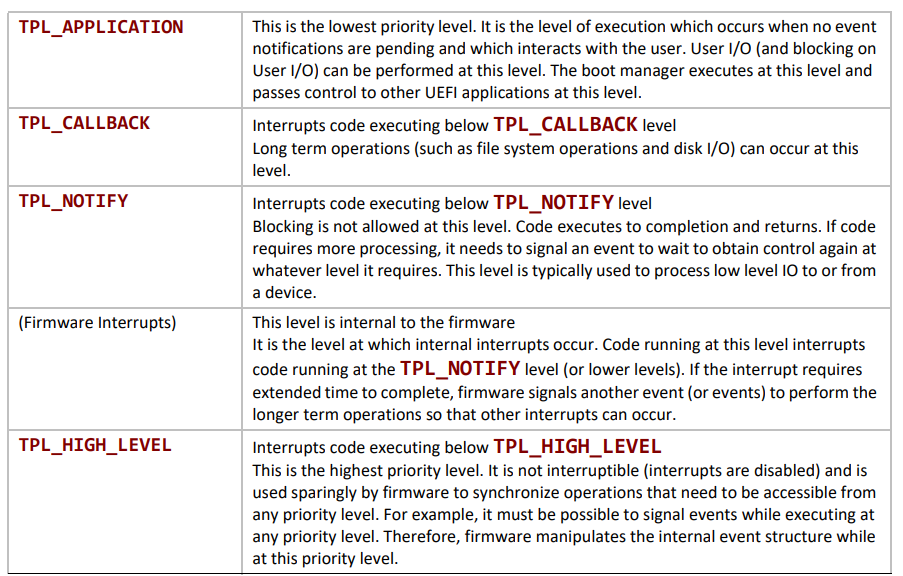 TPL_APPLICATION
This is the lowest priority level. It is the level of execution which occurs when no event
notifications are pending and which interacts with the user. User I/O (and blocking on
User I/O) can be performed at this level. The boot manager executes at this level and
passes control to other UEFI applications at this level.
TPL_CALLBACK
Interrupts code executing below TPL_CALLBACK level
Long term operations (such as file system operations and disk I/O) can occur at this
level.
TPL_NOTIFY
Interrupts code executing below TPL_NOTIFY level
Blocking is not allowed at this level. Code executes to completion and returns. If code
requires more processing, it needs to signal an event to wait to obtain control again at
whatever level it requires. This level is typically used to process low level IO to or from
a device.
(Firmware Interrupts)
This level is internal to the firmware
It is the level at which internal interrupts occur. Code running at this level interrupts
code running at the TPL_NOTIFY level (or lower levels). If the interrupt requires
extended time to complete, firmware signals another event (or events) to perform the
longer term operations so that other interrupts can occur.
TPL_HIGH_LEVEL
Interrupts code executing below TPL_HIGH_LEVEL
This is the highest priority level. It is not interruptible (interrupts are disabled) and is
used sparingly by firmware to synchronize operations that need to be accessible from
any priority level. For example, it must be possible to signal events while executing at
any priority level. Therefore, firmware manipulates the internal event structure while
at this priority level.